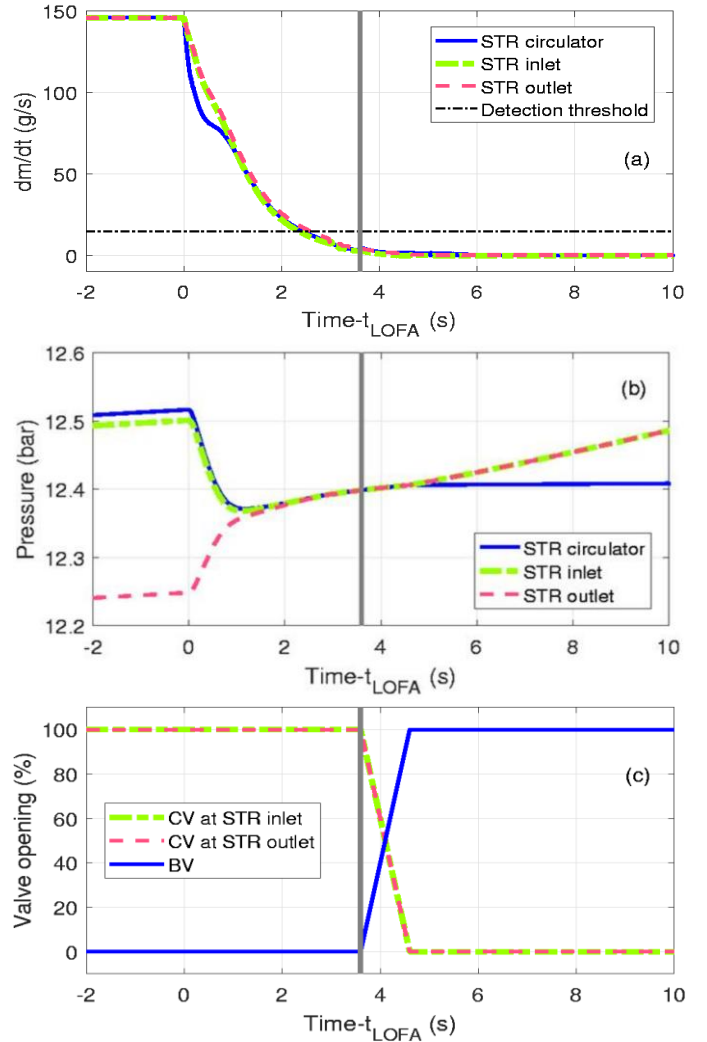 150
100
50
0
dm/dt (g/s)
STR circulator
STR inlet
STR outlet
Detection threshold
(a)
-2 0 2 4 6 8 10
Time-t_LOFA (s)
12.6
12.5
12.4
12.3
12.2
Pressure (bar)
(b)
STR circulator
STR inlet
STR outlet
-2 0 2 4 6 8 10
Time-t_LOFA (s)
100
80
60
40
20
0
Valve opening (%)
(c)
CV at STR inlet
CV at STR outlet
BV
-2 0 2 4 6 8 10
Time-t_LOFA (s)